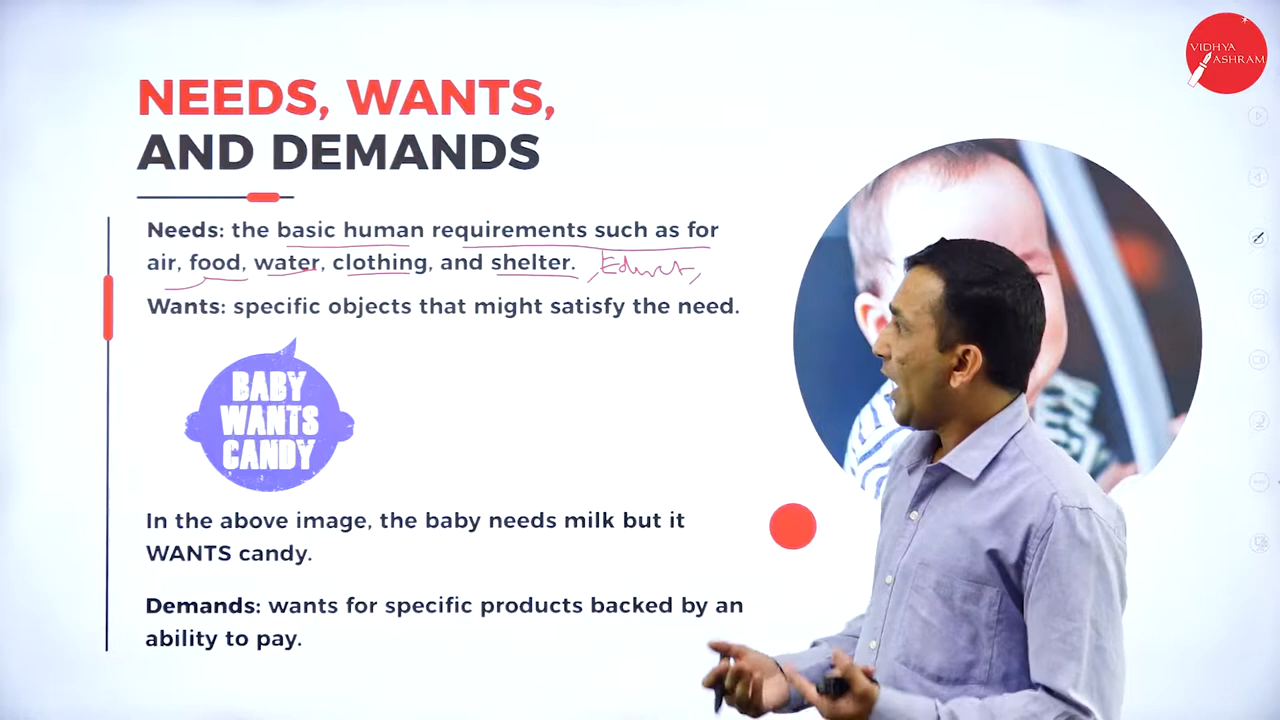 VIDHYA
ASHRAM
NEEDS, WANTS,
AND DEMANDS
Needs: the basic human requirements such as for
air, food, water, clothing, and shelter.
Wants: specific objects that might satisfy the need.
BABY
WANTS
CANDY
In the above image, the baby needs milk but it
WANTS candy.
Demands: wants for specific products backed by an
ability to pay.